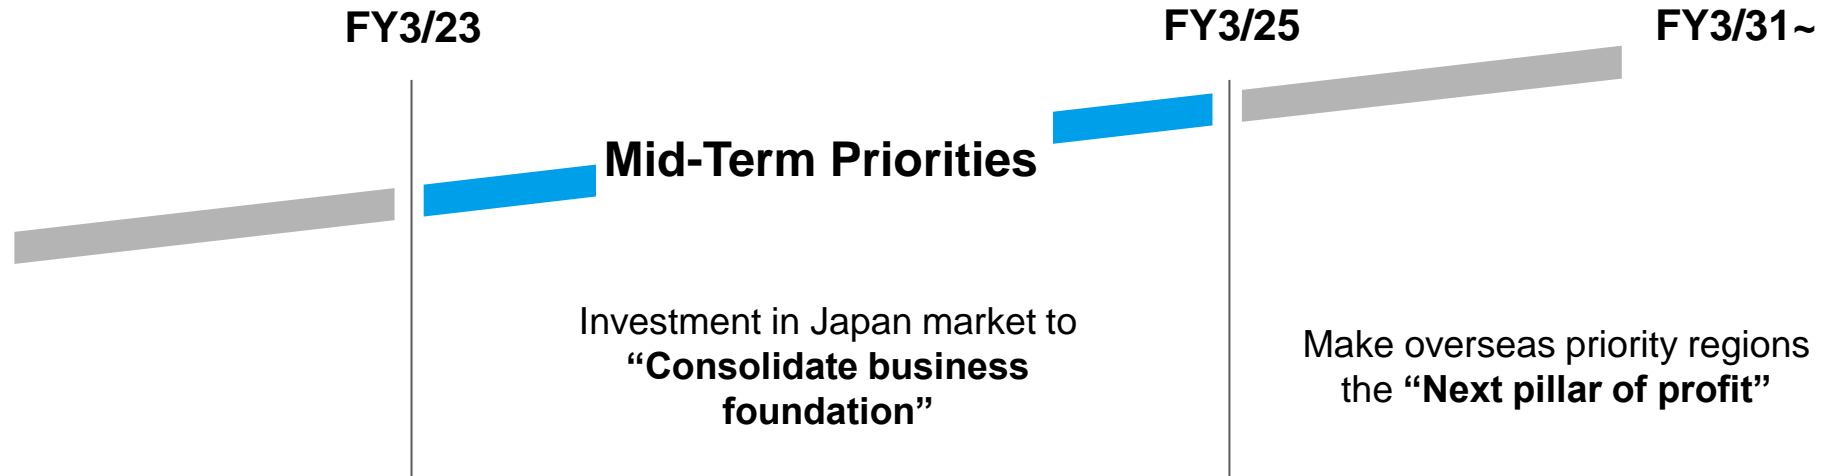 FY3/23
FY3/25
FY3/31~
Mid-Term Priorities
Investment in Japan market to
“Consolidate business
foundation”
Make overseas priority regions
the “Next pillar of profit”